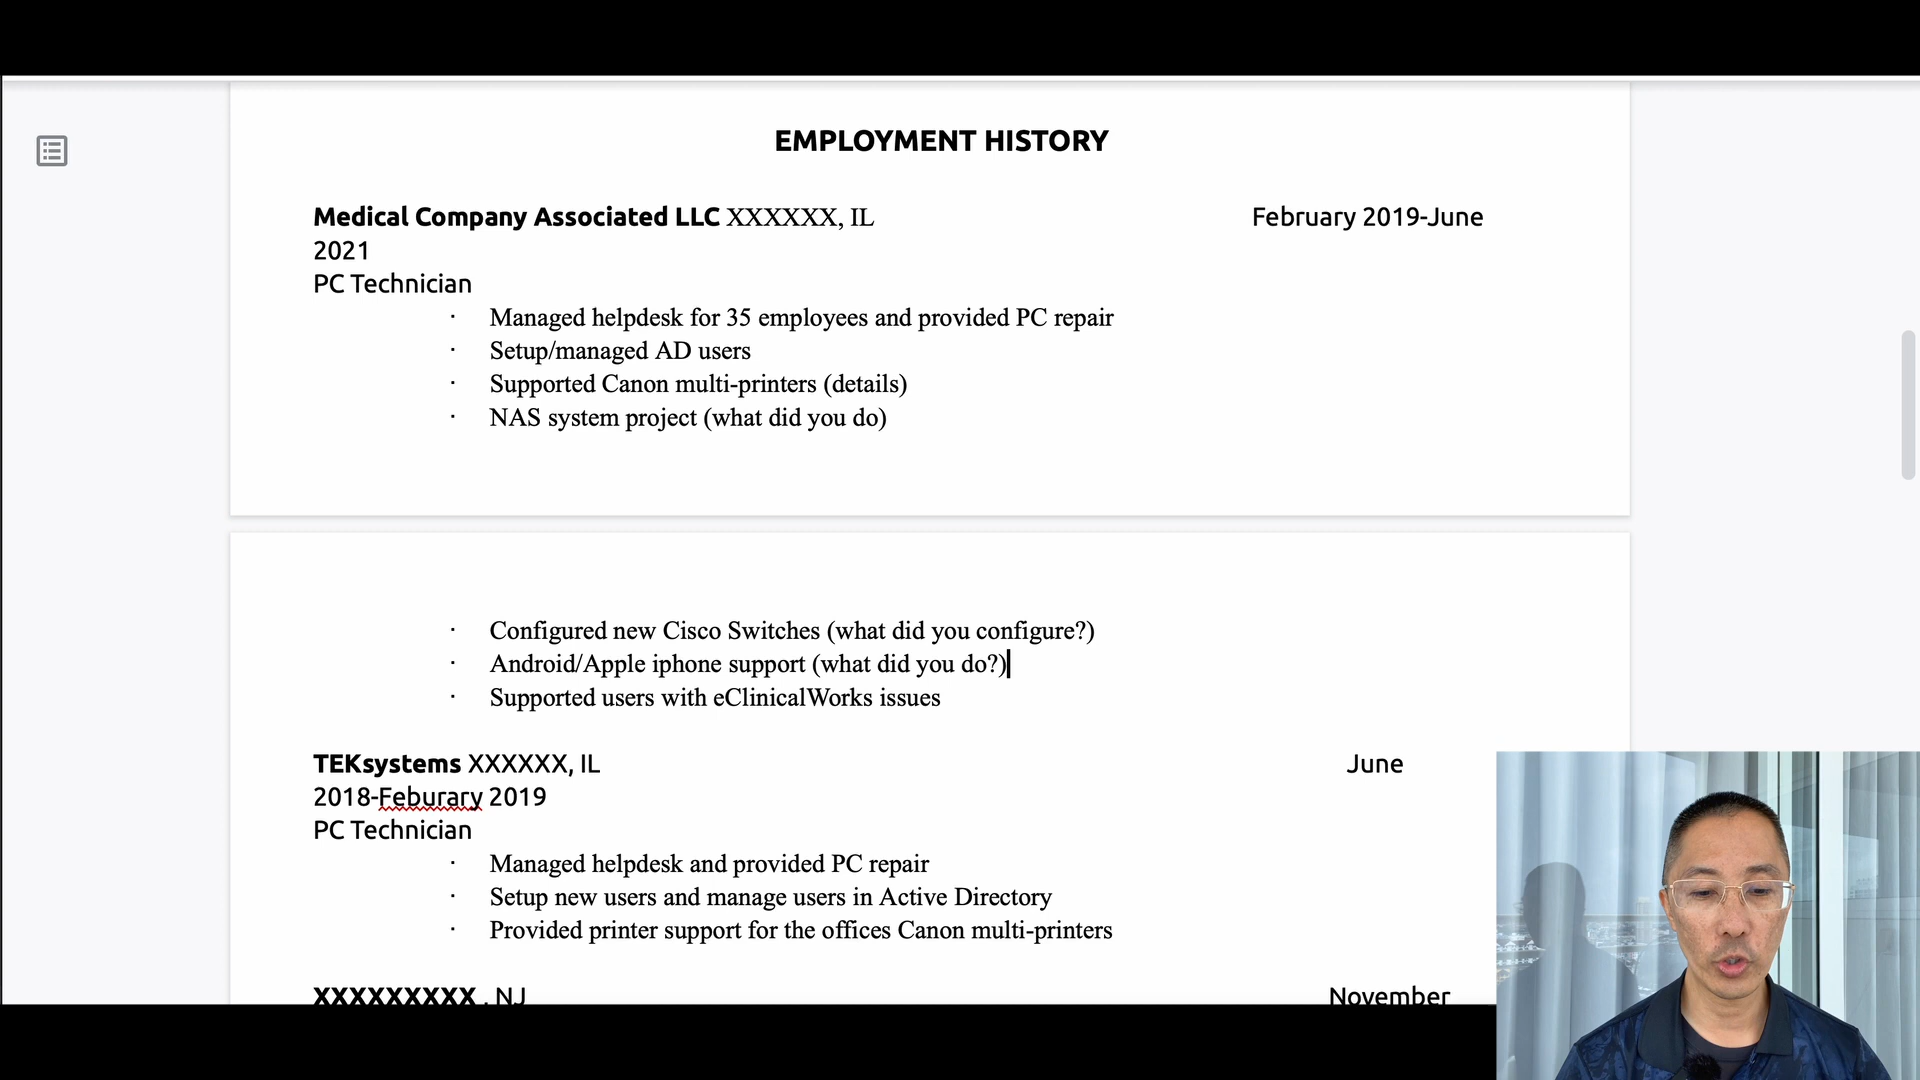 EMPLOYMENT HISTORY
Medical Company Associated LLC XXXXXX, IL February 2019-June
2021
PC Technician
· Managed helpdesk for 35 employees and provided PC repair
· Setup/managed AD users
· Supported Canon multi-printers (details)
· NAS system project (what did you do)
· Configured new Cisco Switches (what did you configure?)
· Android/Apple iphone support (what did you do?)
· Supported users with eClinicalWorks issues
TEKsystems XXXXXX, IL June
2018-Feburary 2019
PC Technician
· Managed helpdesk and provided PC repair
· Setup new users and manage users in Active Directory
· Provided printer support for the offices Canon multi-printers
XXXXXXXXX , NJ November